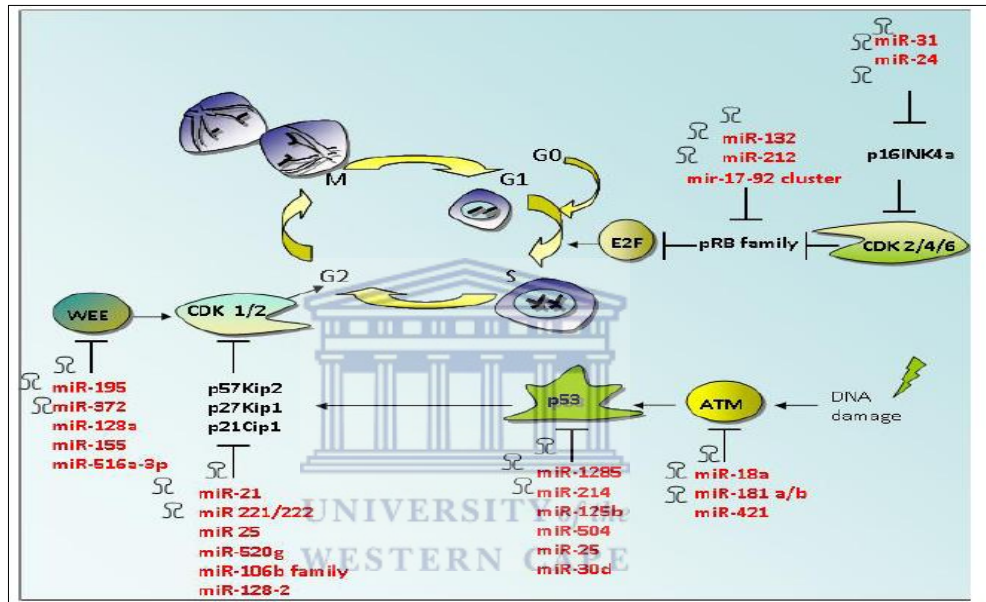 miR-31
miR-24
miR-132
miR-212
mir-17-92 cluster
p16iNK4a
G0
M
G1
E2F
pRB family
CDK 2/4/6
G2
S
WEE
CDK 1/2
miR-195
miR-372
miR-128a
miR-155
miR-516a-3p
p57Kip2
p27Kip1
p21Cip1
p53
ATM
DNA
damage
miR-21
miR 221/222
miR 25
miR-520g
miR-106b family
miR-128-2
miR-1285
miR-214
miR-125b
miR-504
miR-25
miR-30d
miR-18a
miR-181 a/b
miR-421
UNIVERSITY of the
WESTERN CAPE